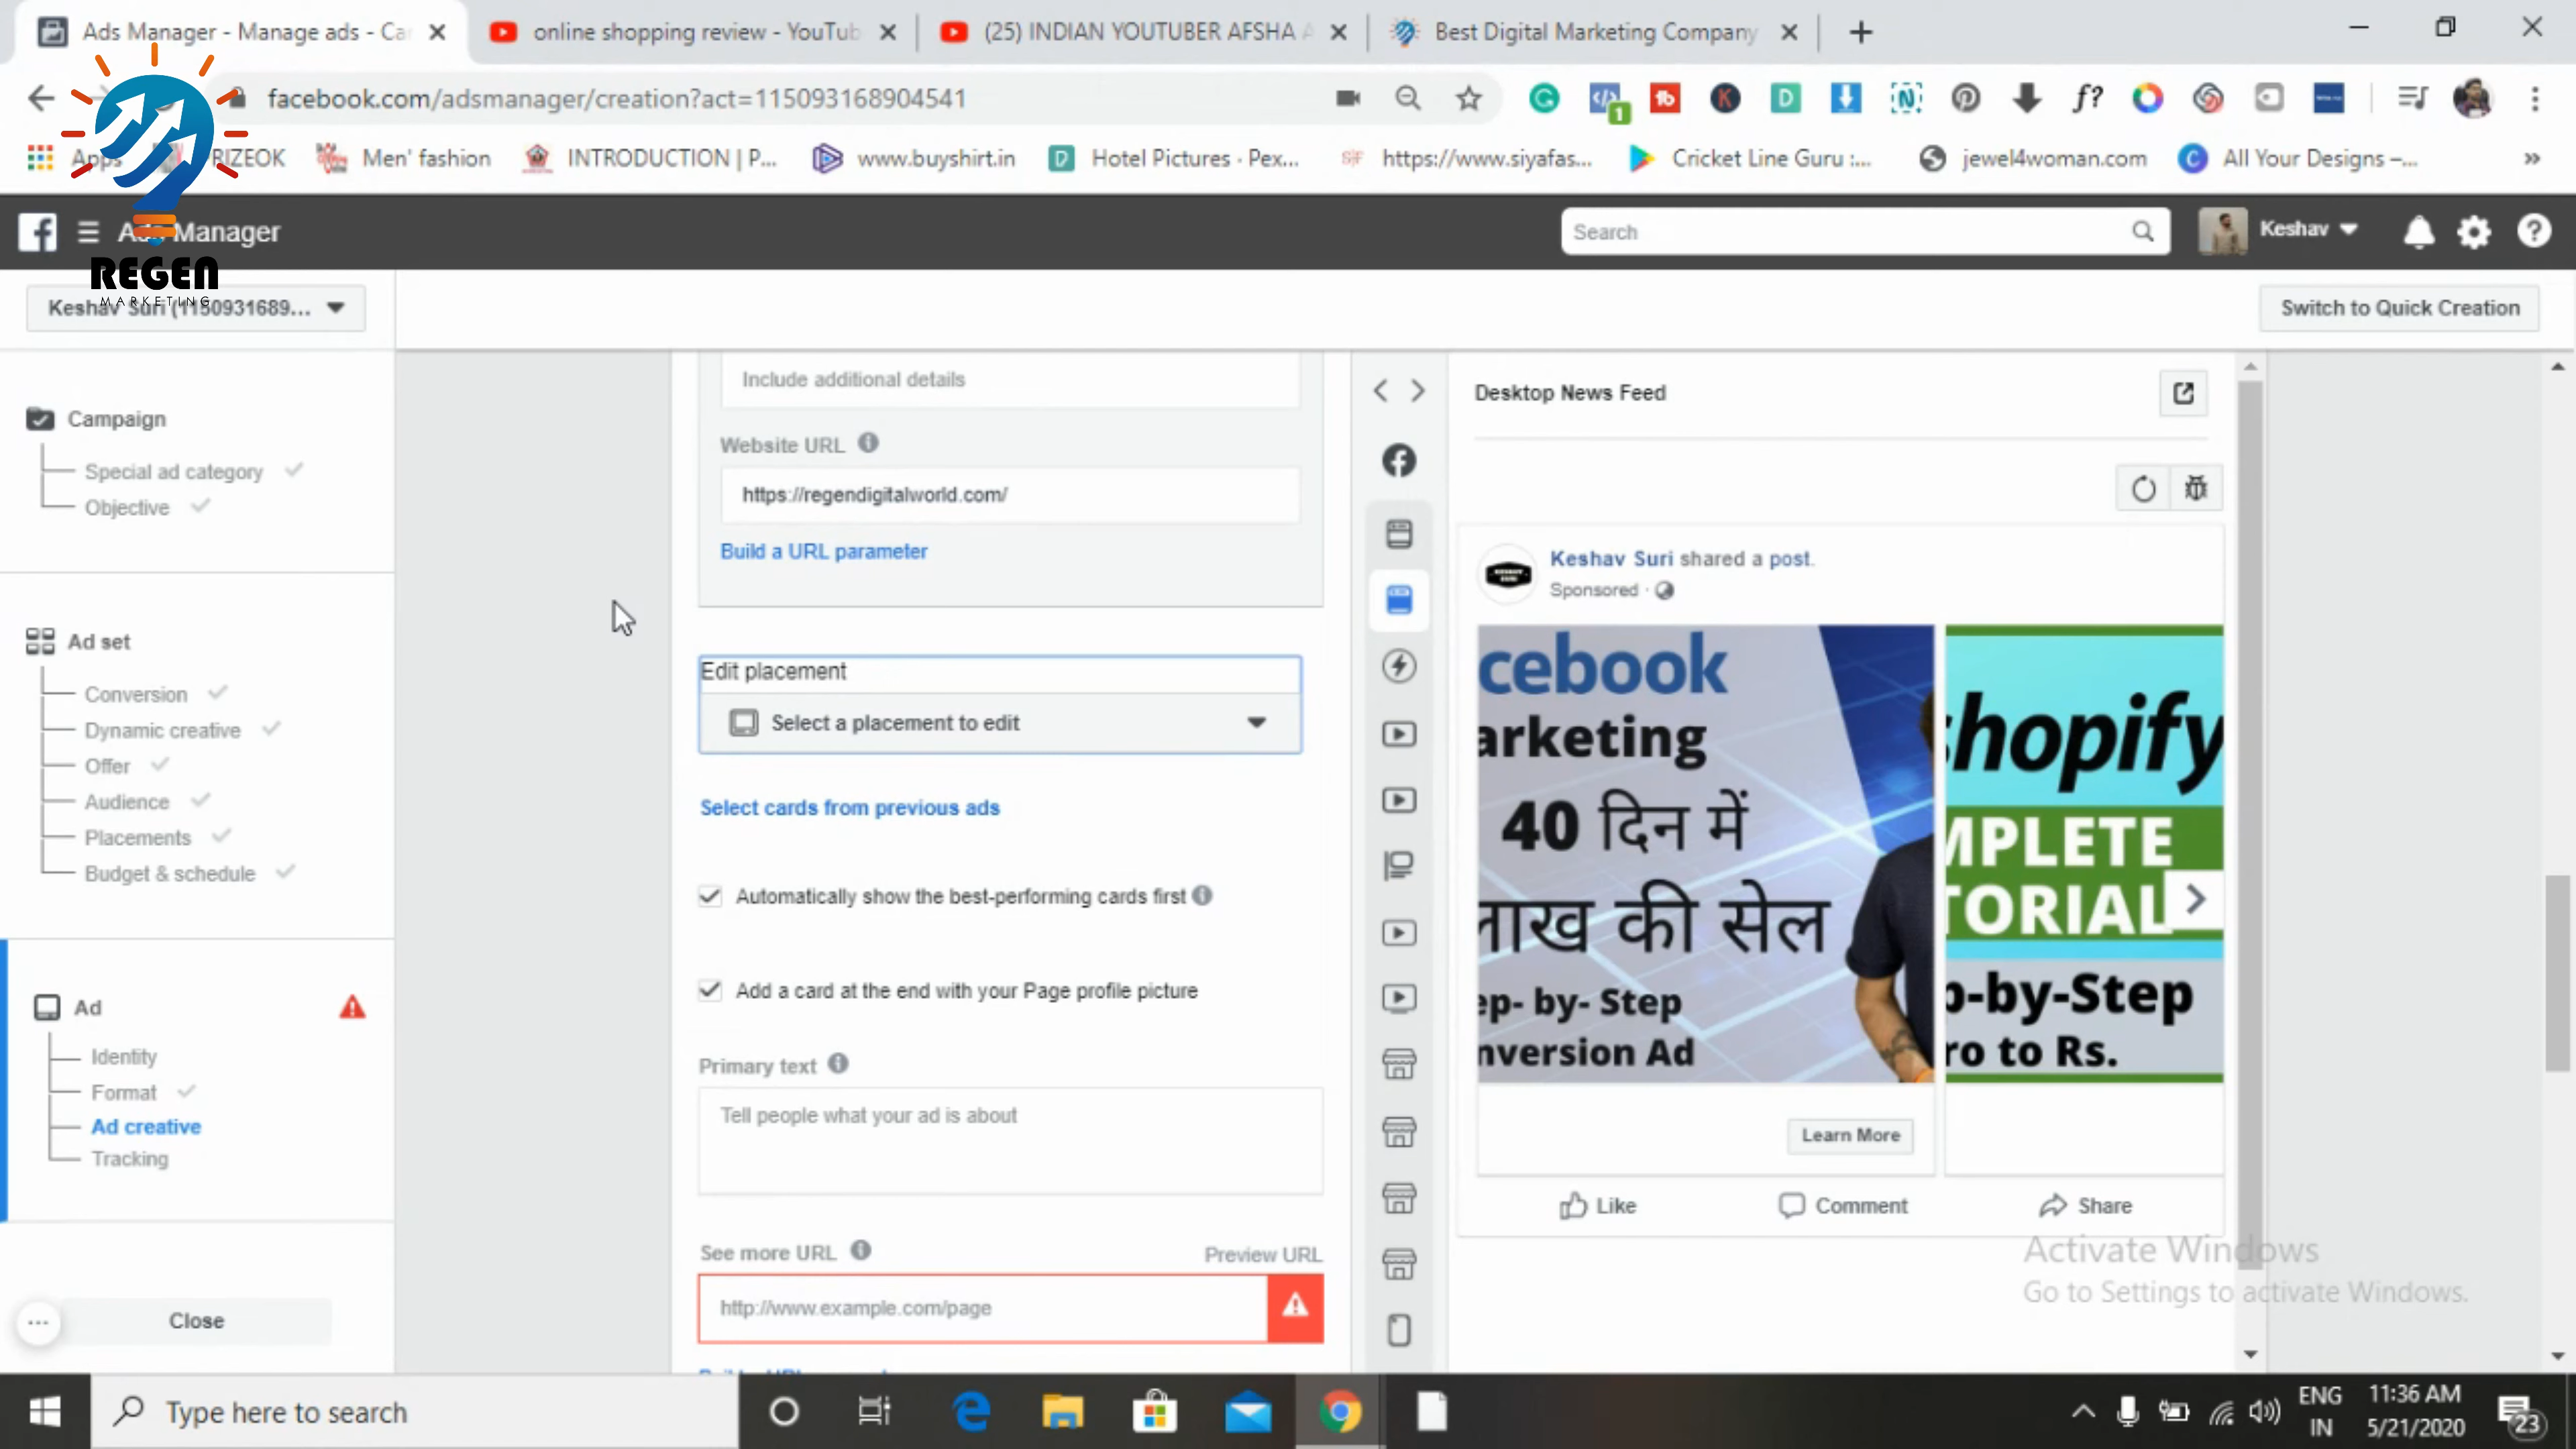 Ads Manager - Manage ads - Ca
online shopping review - YouTub
(25) INDIAN YOUTUBER AFSHA A
Best Digital Marketing Company
facebook.com/adsmanager/creation?act=115093168904541
1
Apps
RIZEOK
Men' fashion
INTRODUCTION | P...
www.buyshirt.in
Hotel Pictures · Pex...
https://www.siyafas...
Cricket Line Guru :...
jewel4woman.com
All Your Designs –...
Ads Manager
Search
Keshav
REGEN
MARKETING
Keshav Suri (1150931689...
Switch to Quick Creation
Campaign
Special ad category
Objective
Ad set
Conversion
Dynamic creative
Offer
Audience
Placements
Budget & schedule
Ad
Identity
Format
Ad creative
Tracking
Close
Include additional details
Website URL
https://regendigitalworld.com/
Build a URL parameter
Edit placement
Select a placement to edit
Select cards from previous ads
Automatically show the best-performing cards first
Add a card at the end with your Page profile picture
Primary text
Tell people what your ad is about
See more URL
Preview URL
http://www.example.com/page
Desktop News Feed
Keshav Suri shared a post.
Sponsored ·
cebook
arketing
40 दिन में
लाख की सेल
ep- by- Step
nversion Ad
shopify
MPLETE
TORIAL
p-by-Step
ro to Rs.
Learn More
Like
Comment
Share
Activate Windows
Go to Settings to activate Windows.
Type here to search
ENG
IN
11:36 AM
5/21/2020
23